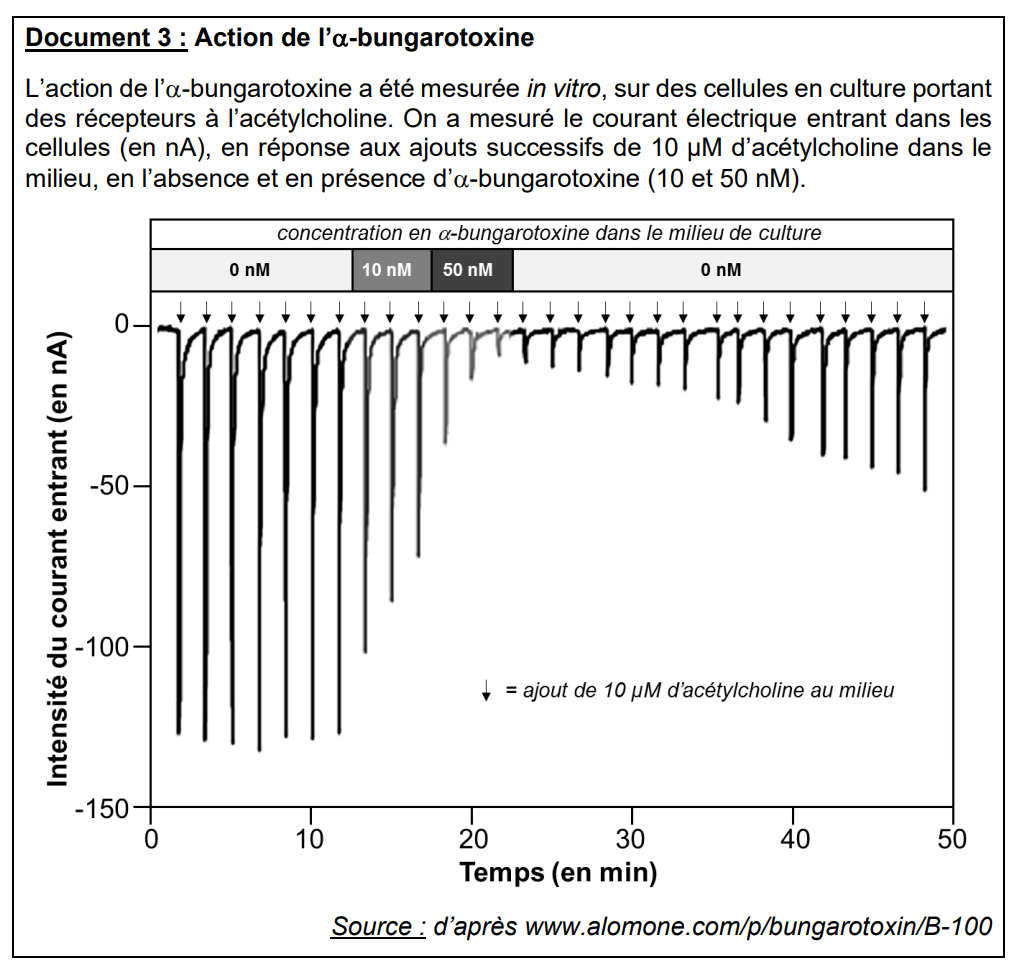 Document 3 : Action de l’α-bungarotoxine
L’action de l’α-bungarotoxine a été mesurée in vitro, sur des cellules en culture portant
des récepteurs à l’acétylcholine. On a mesuré le courant électrique entrant dans les
cellules (en nA), en réponse aux ajouts successifs de 10 µM d’acétylcholine dans le
milieu, en l’absence et en présence d’α-bungarotoxine (10 et 50 nM).
concentration en α-bungarotoxine dans le milieu de culture
0 nM 10 nM 50 nM 0 nM
Intensité du courant entrant (en nA)
0
-50
-100
-150
= ajout de 10 µM d’acétylcholine au milieu
0 10 20 30 40 50
Temps (en min)
Source : d’après www.alomone.com/p/bungarotoxin/B-100